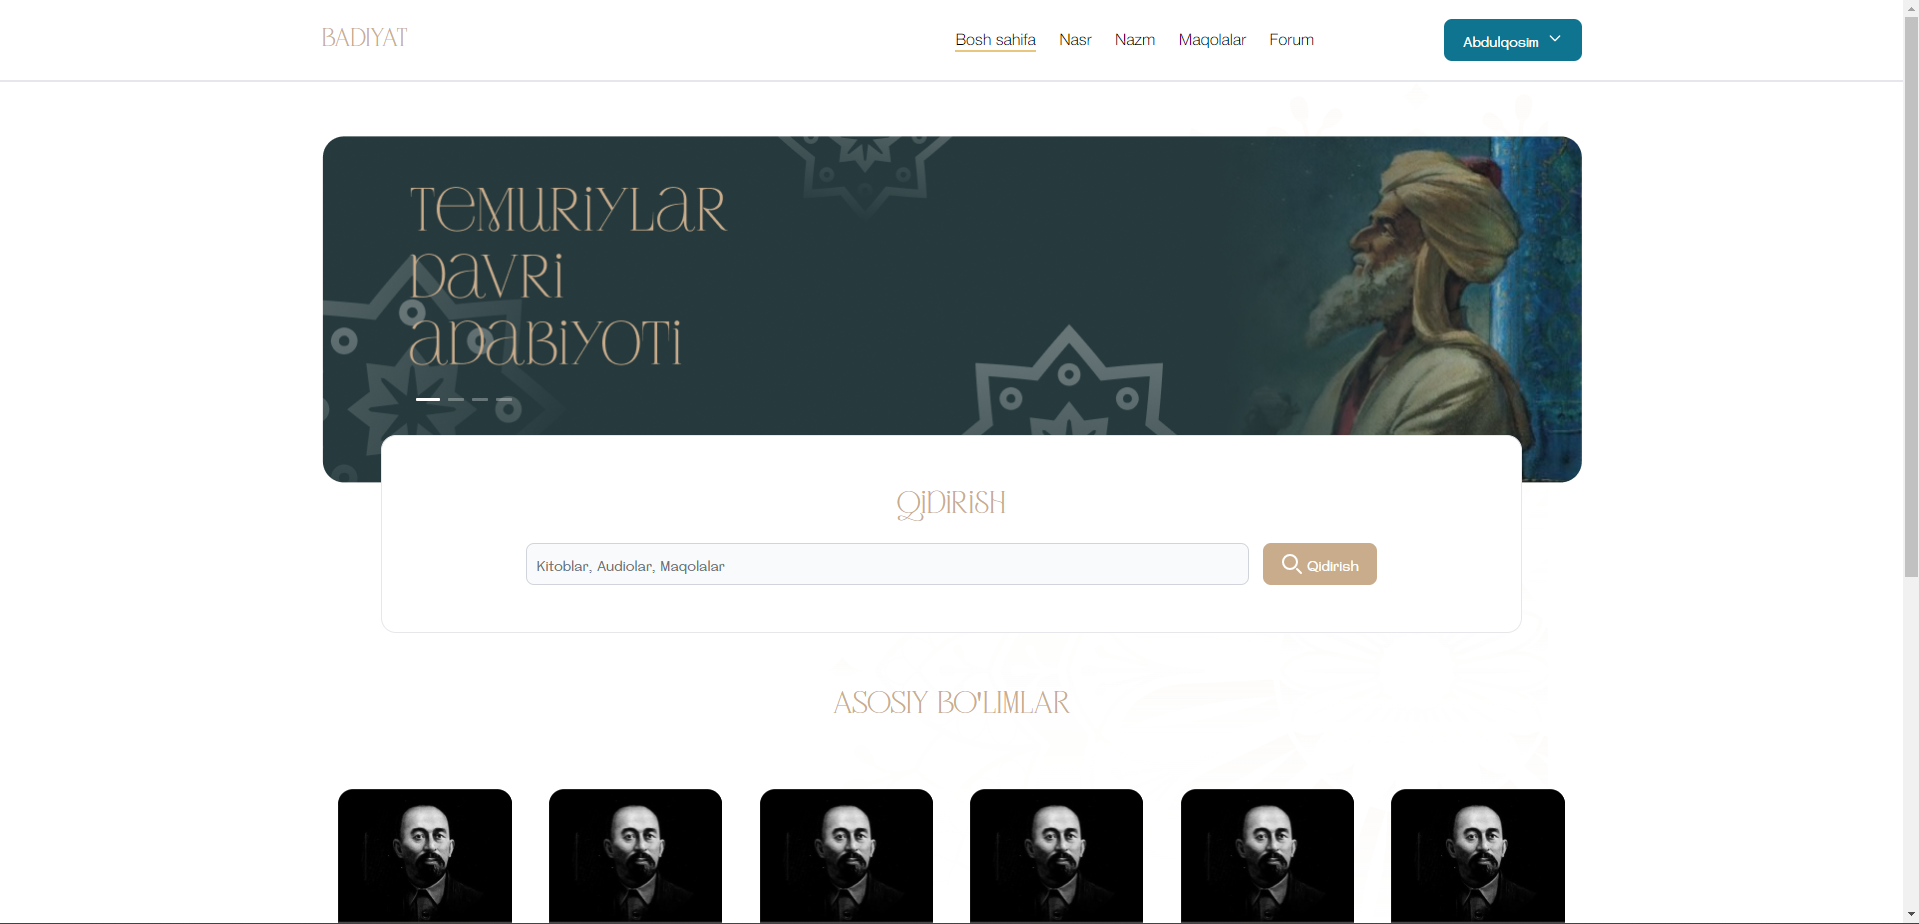 BADIYAT
Bosh sahifa Nasr Nazm Maqolalar Forum
Abdulqosim
TEMURIYLAR
DAVRI
ADABIYOTI
QIDIRISH
Kitoblar, Audiolar, Maqolalar
Qidirish
ASOSIY BO'LIMLAR